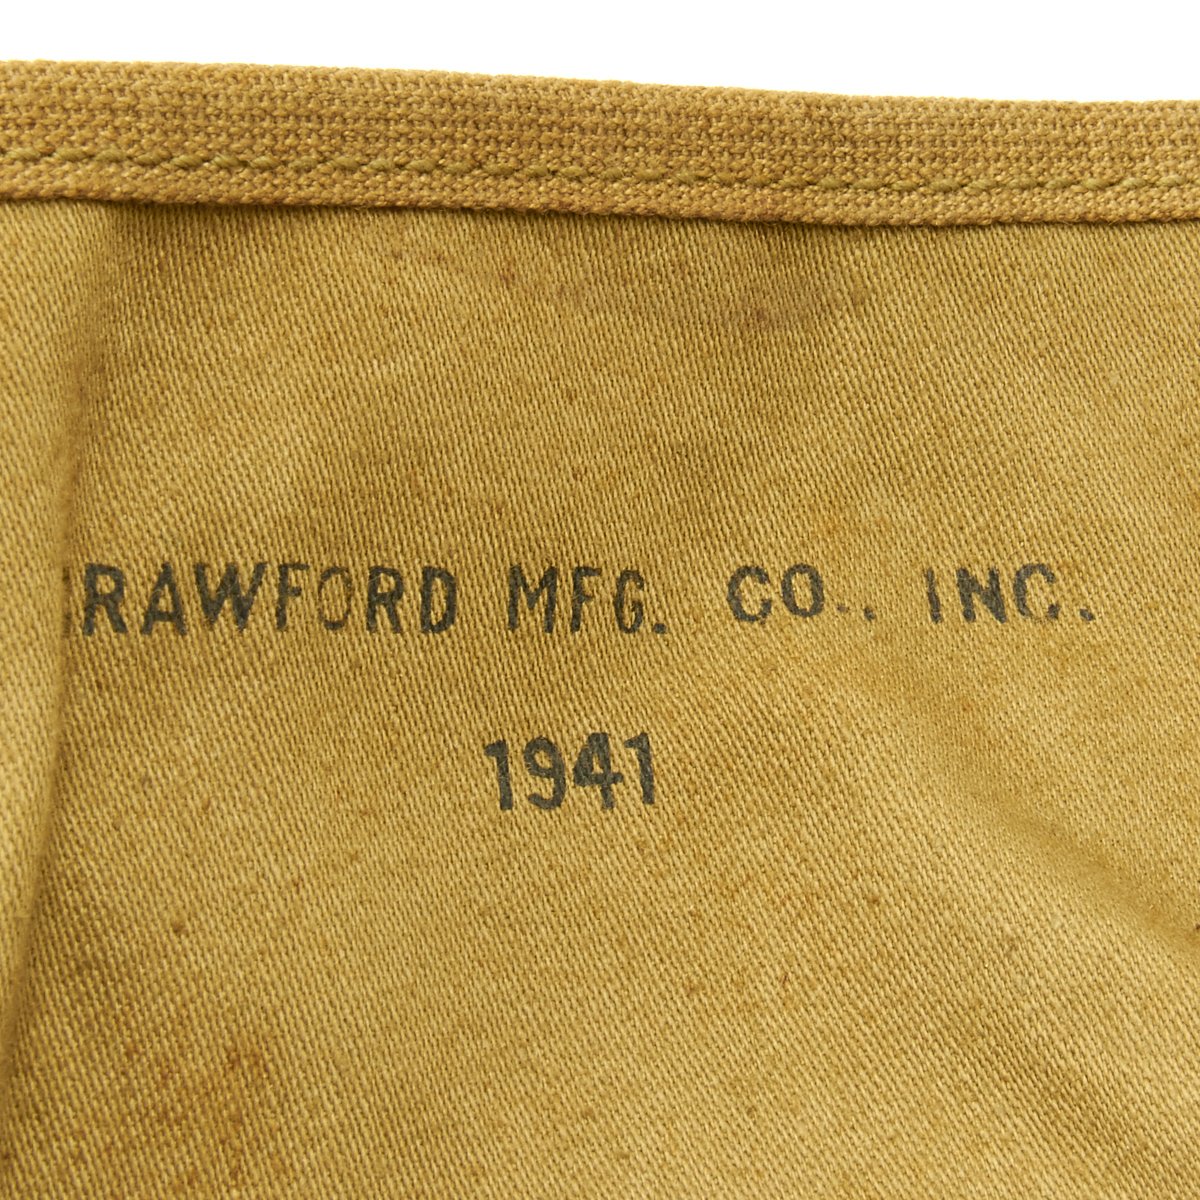 RAWFORD MFG. CO., INC.
1941